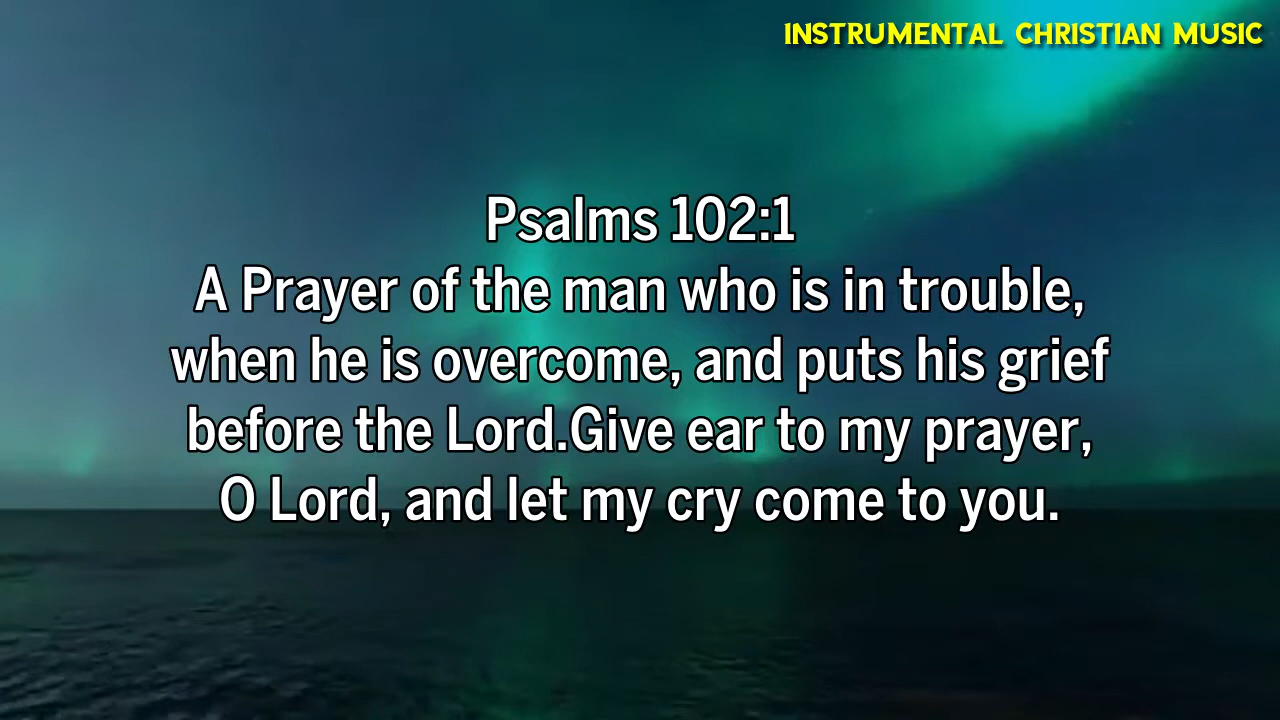 INSTRUMENTAL CHRISTIAN MUSIC
Psalms 102:1
A Prayer of the man who is in trouble,
when he is overcome, and puts his grief
before the Lord.Give ear to my prayer,
O Lord, and let my cry come to you.